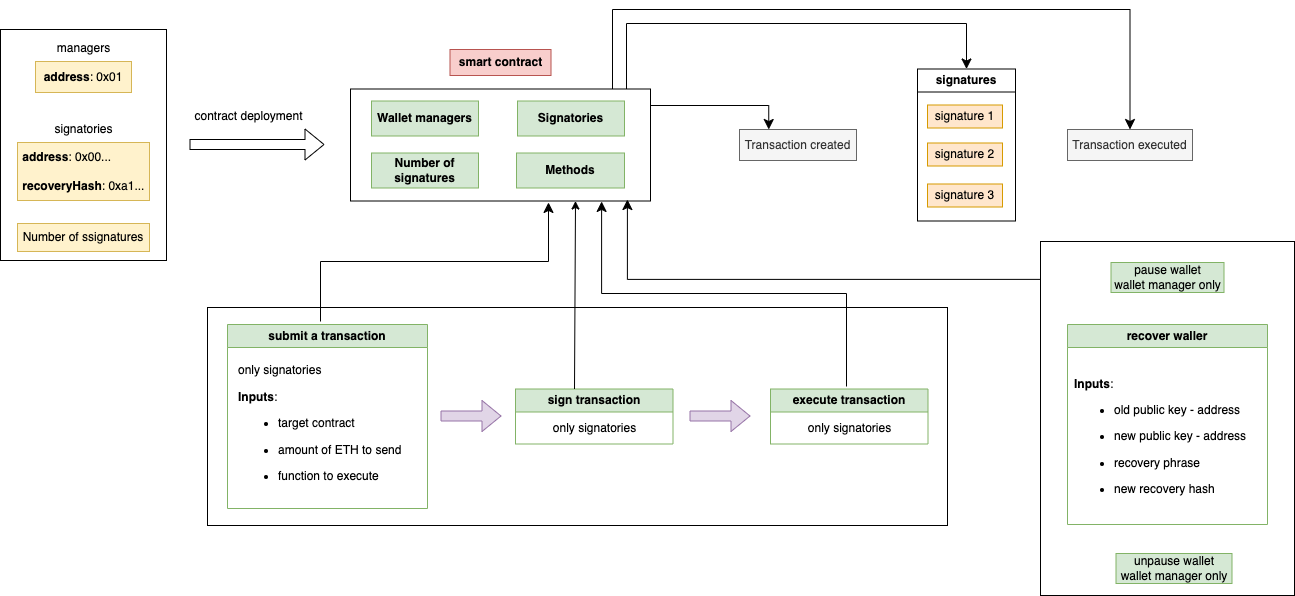 managers
address: 0x01
signatories
address: 0x00...
recoveryHash: 0xa1...
Number of ssignatures
contract deployment
smart contract
Wallet managers
Signatories
Number of
signatures
Methods
Transaction created
signatures
signature 1
signature 2
signature 3
Transaction executed
submit a transaction
only signatories
Inputs:
• target contract
• amount of ETH to send
• function to execute
sign transaction
only signatories
execute transaction
only signatories
pause wallet
wallet manager only
recover waller
Inputs:
• old public key - address
• new public key - address
• recovery phrase
• new recovery hash
unpause wallet
wallet manager only